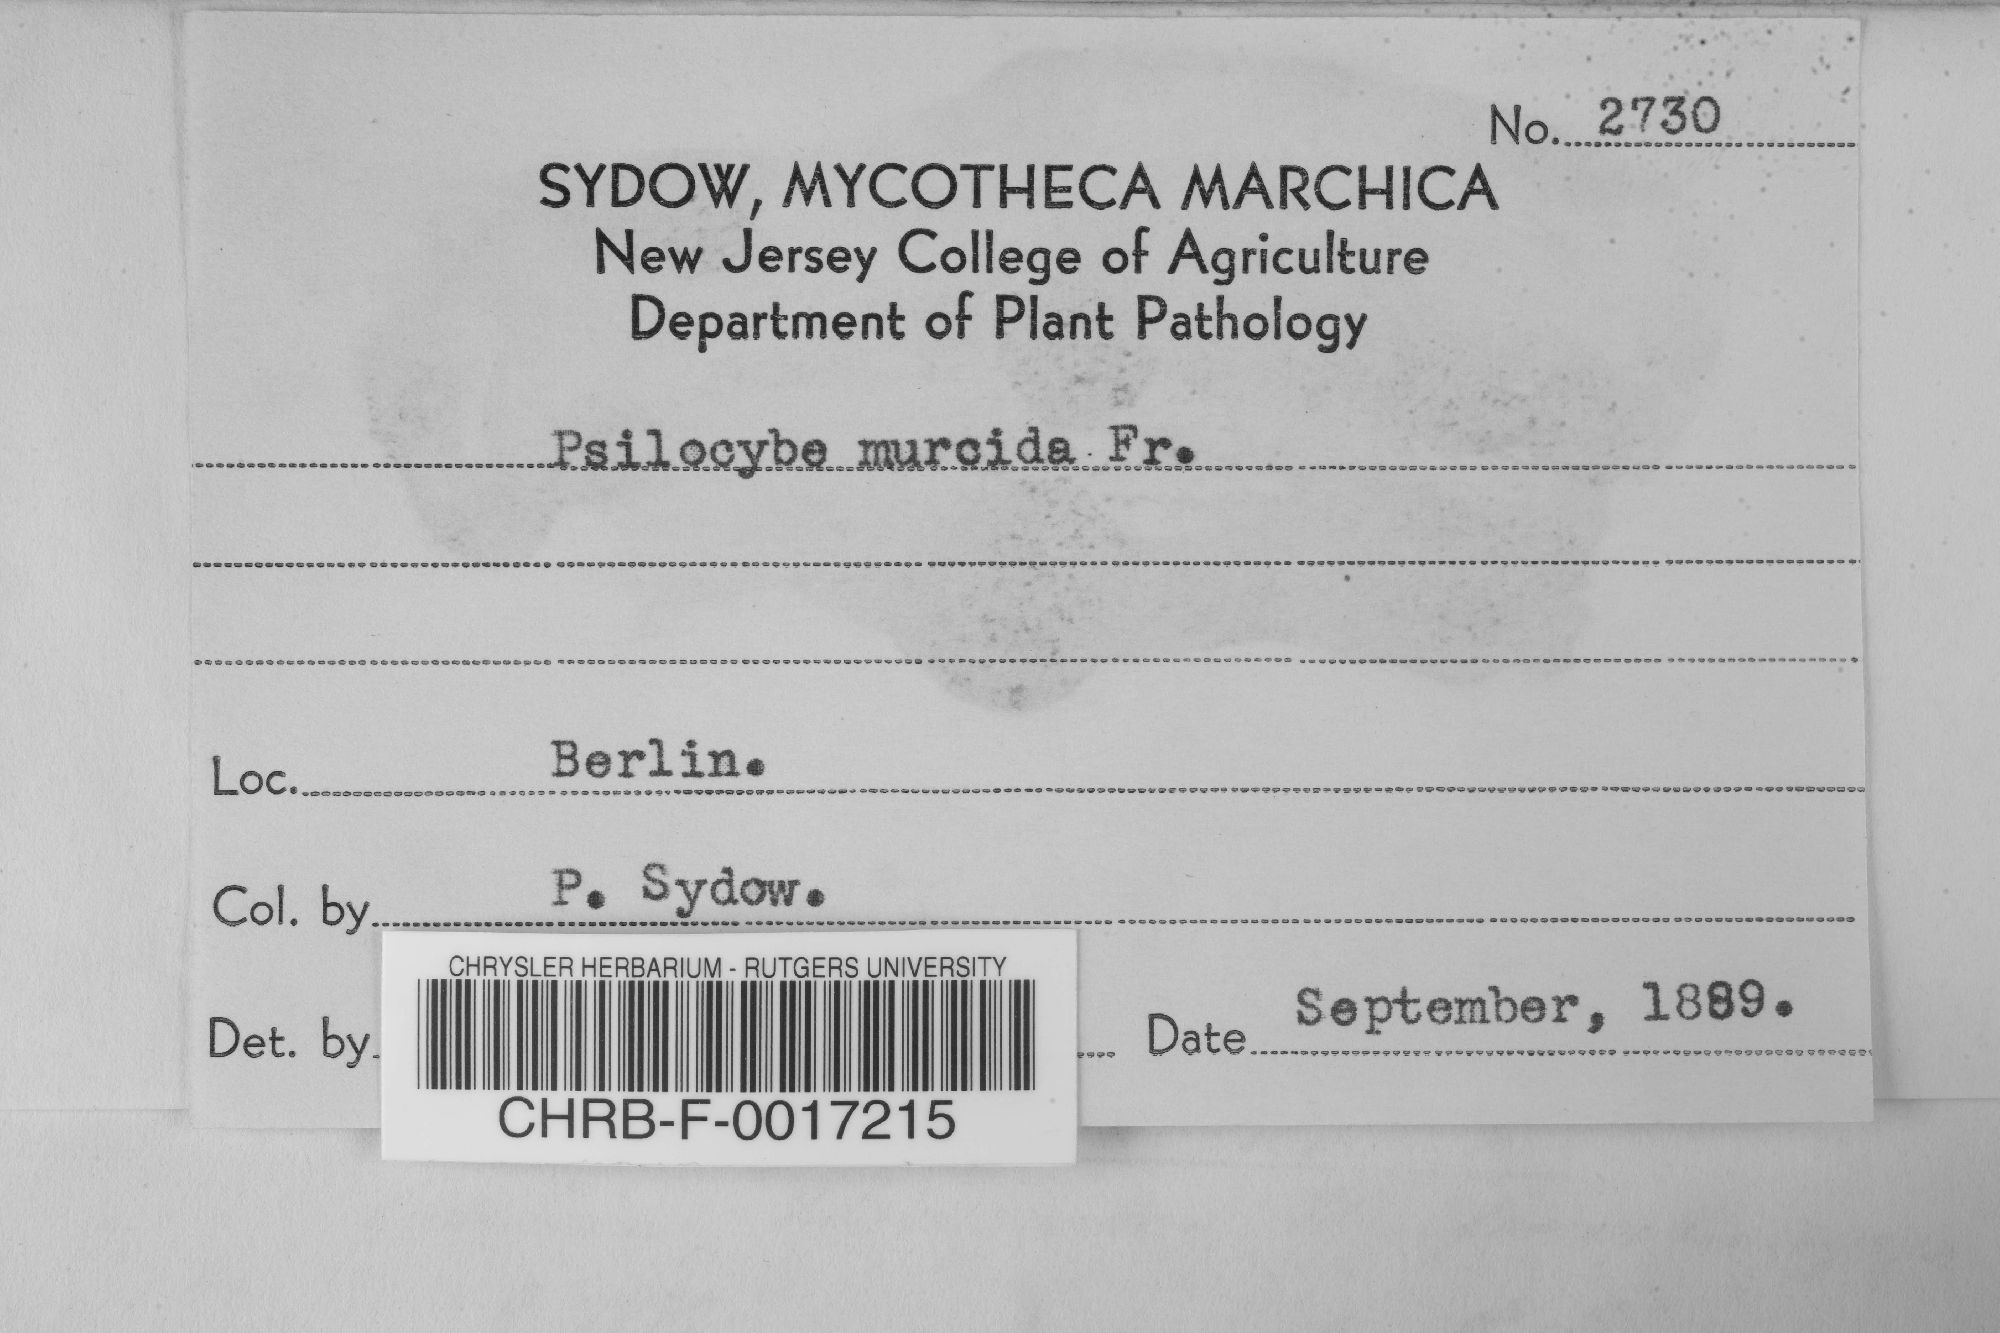 No. 2730
SYDOW, MYCOTHECA MARCHICA
New Jersey College of Agriculture
Department of Plant Pathology
Psilocybe murcida Fr.
Loc. Berlin.
Col. by P. Sydow.
CHRYSLER HERBARIUM - RUTGERS UNIVERSITY
Det. by
Date September, 1889.
CHRB-F-0017215